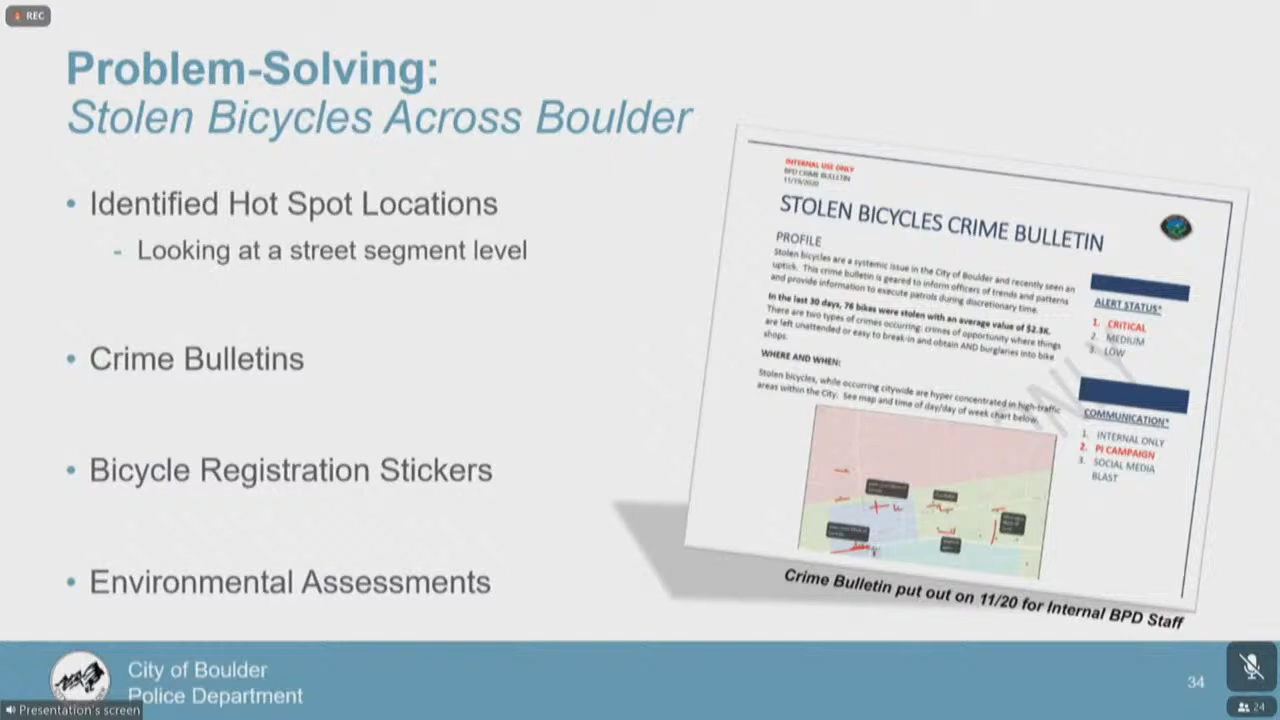 REC
Problem-Solving:
Stolen Bicycles Across Boulder
• Identified Hot Spot Locations
- Looking at a street segment level
• Crime Bulletins
• Bicycle Registration Stickers
• Environmental Assessments
INTERNAL USE ONLY
BPD CRIME BULLETIN
11/19/2020
STOLEN BICYCLES CRIME BULLETIN
PROFILE
Stolen bicycles are a systemic issue in the City of Boulder and recently seen an
uptick. This crime bulletin is geared to inform officers of trends and patterns
and provide information to execute patrols during discretionary time.
In the last 30 days, 76 bikes were stolen with an average value of $2.3K.
There are two types of crimes occurring: crimes of opportunity where things
are left unattended or easy to break-in and obtain AND burglaries into bike
shops.
WHERE AND WHEN:
Stolen bicycles, while occurring citywide are hyper concentrated in high-traffic
areas within the City. See map and time of day/day of week chart below.
ALERT STATUS*
1. CRITICAL
2. MEDIUM
3. LOW
COMMUNICATION*
1. INTERNAL ONLY
2. PI CAMPAIGN
3. SOCIAL MEDIA
BLAST
Crime Bulletin put out on 11/20 for Internal BPD Staff
City of Boulder
Police Department
34
Presentation's screen
24